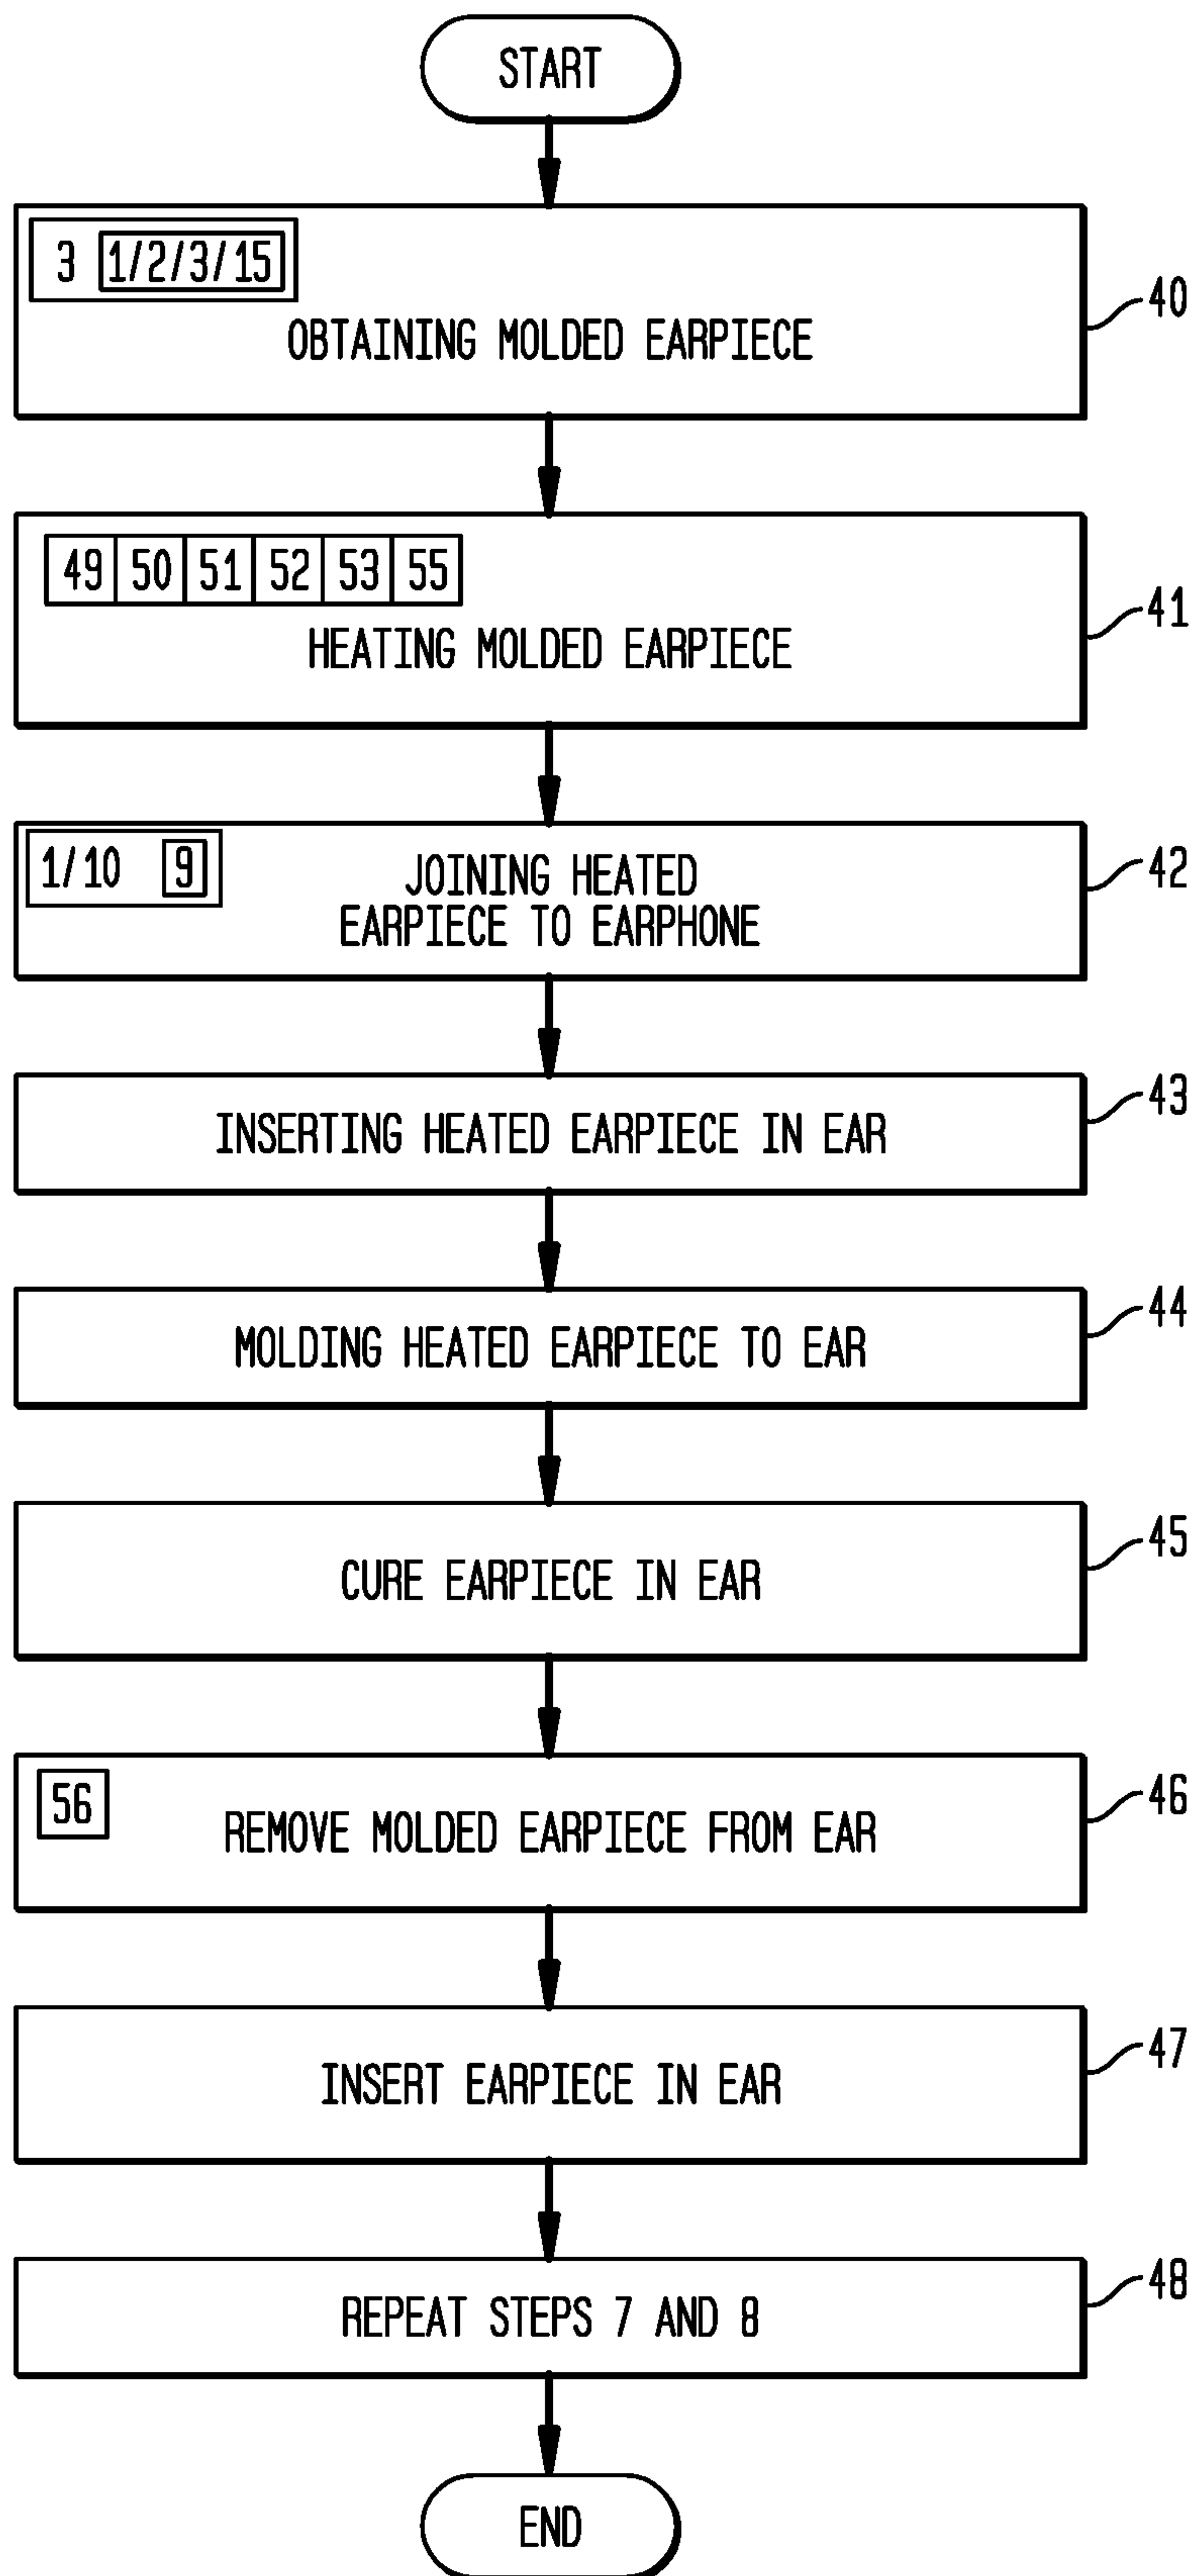 START
3 1/2/3/15
OBTAINING MOLDED EARPIECE
40
49 50 51 52 53 55
HEATING MOLDED EARPIECE
41
1/10 9
JOINING HEATED
EARPIECE TO EARPHONE
42
INSERTING HEATED EARPIECE IN EAR
43
MOLDING HEATED EARPIECE TO EAR
44
CURE EARPIECE IN EAR
45
56
REMOVE MOLDED EARPIECE FROM EAR
46
INSERT EARPIECE IN EAR
47
REPEAT STEPS 7 AND 8
48
END